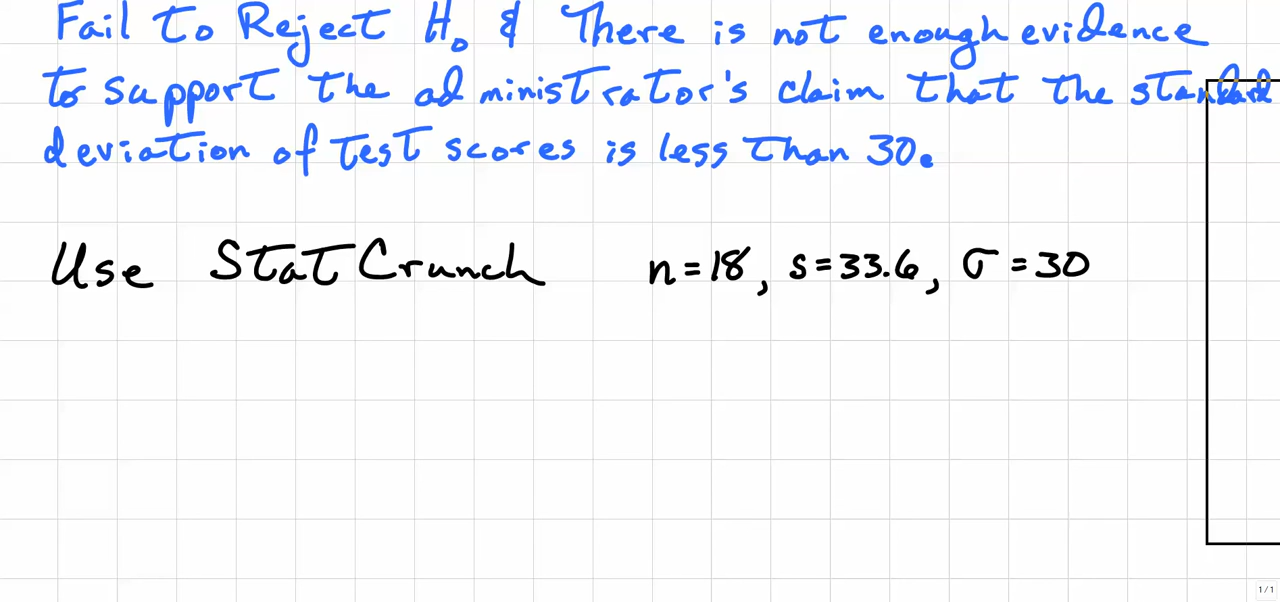 Fail to Reject H₀ & There is not enough evidence
to support the administrator's claim that the standard
deviation of test scores is less than 30.
Use StatCrunch n=18, s=33.6, σ=30
1/1